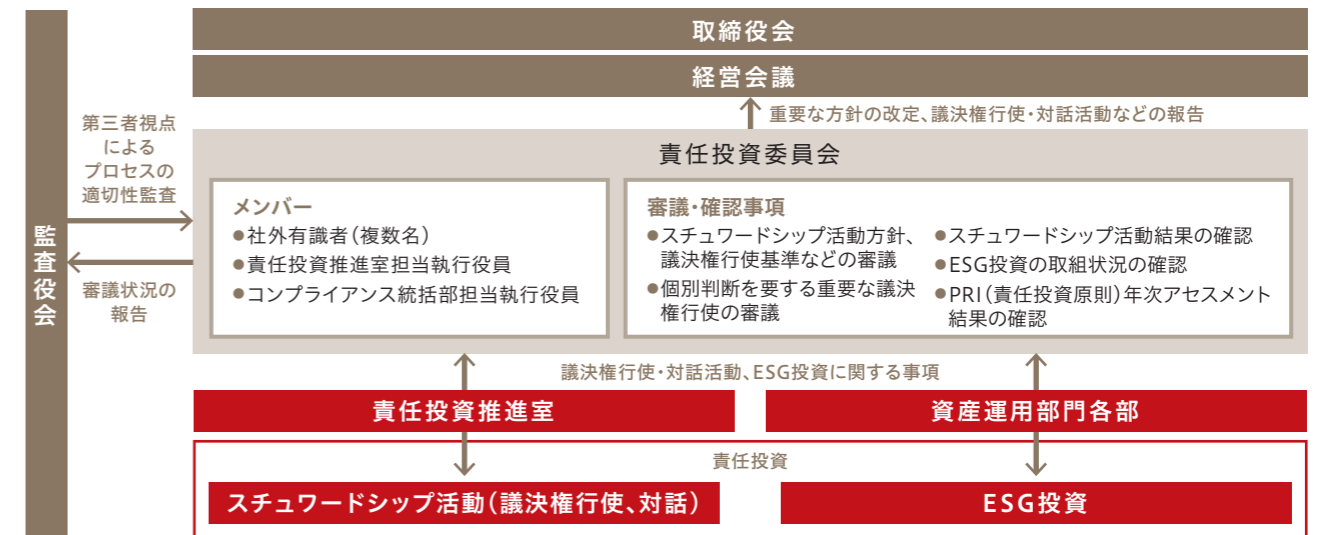 取締役会
経営会議
重要な方針の改定、議決権行使・対話活動などの報告
監査役会
第三者視点
による
プロセスの
適切性監査
審議状況の
報告
責任投資委員会
メンバー
●社外有識者（複数名）
●責任投資推進室担当執行役員
●コンプライアンス統括部担当執行役員
審議・確認事項
●スチュワードシップ活動方針、
議決権行使基準などの審議
●個別判断を要する重要な議決
権行使の審議
●スチュワードシップ活動結果の確認
●ESG投資の取組状況の確認
●PRI（責任投資原則）年次アセスメント
結果の確認
議決権行使・対話活動、ESG投資に関する事項
責任投資推進室
資産運用部門各部
責任投資
スチュワードシップ活動（議決権行使、対話）
ESG投資